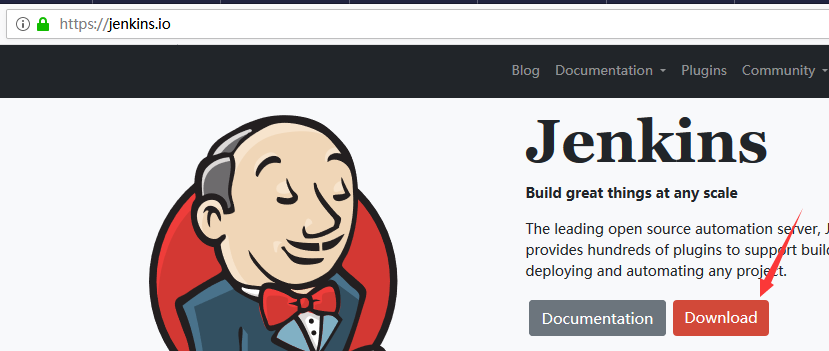 https://jenkins.io
Blog Documentation Plugins Community
Jenkins
Build great things at any scale
The leading open source automation server, J
provides hundreds of plugins to support buil
deploying and automating any project.
Documentation Download